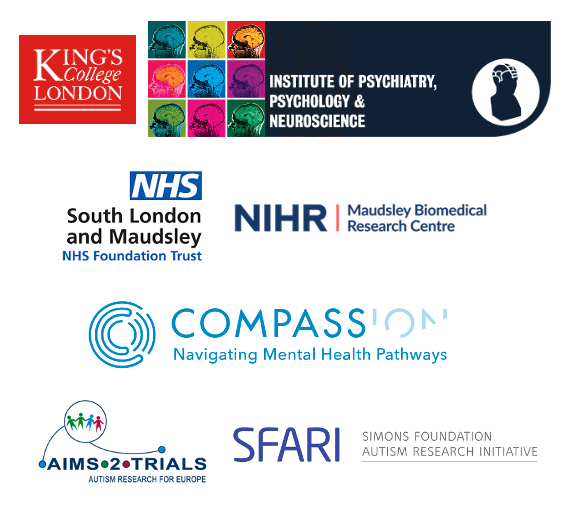 KING'S
College
LONDON
INSTITUTE OF PSYCHIATRY,
PSYCHOLOGY &
NEUROSCIENCE
NHS
South London
and Maudsley
NHS Foundation Trust
NIHR | Maudsley Biomedical
Research Centre
COMPASSION
Navigating Mental Health Pathways
AIMS•2•TRIALS
AUTISM RESEARCH FOR EUROPE
SFARI
SIMONS FOUNDATION
AUTISM RESEARCH INITIATIVE